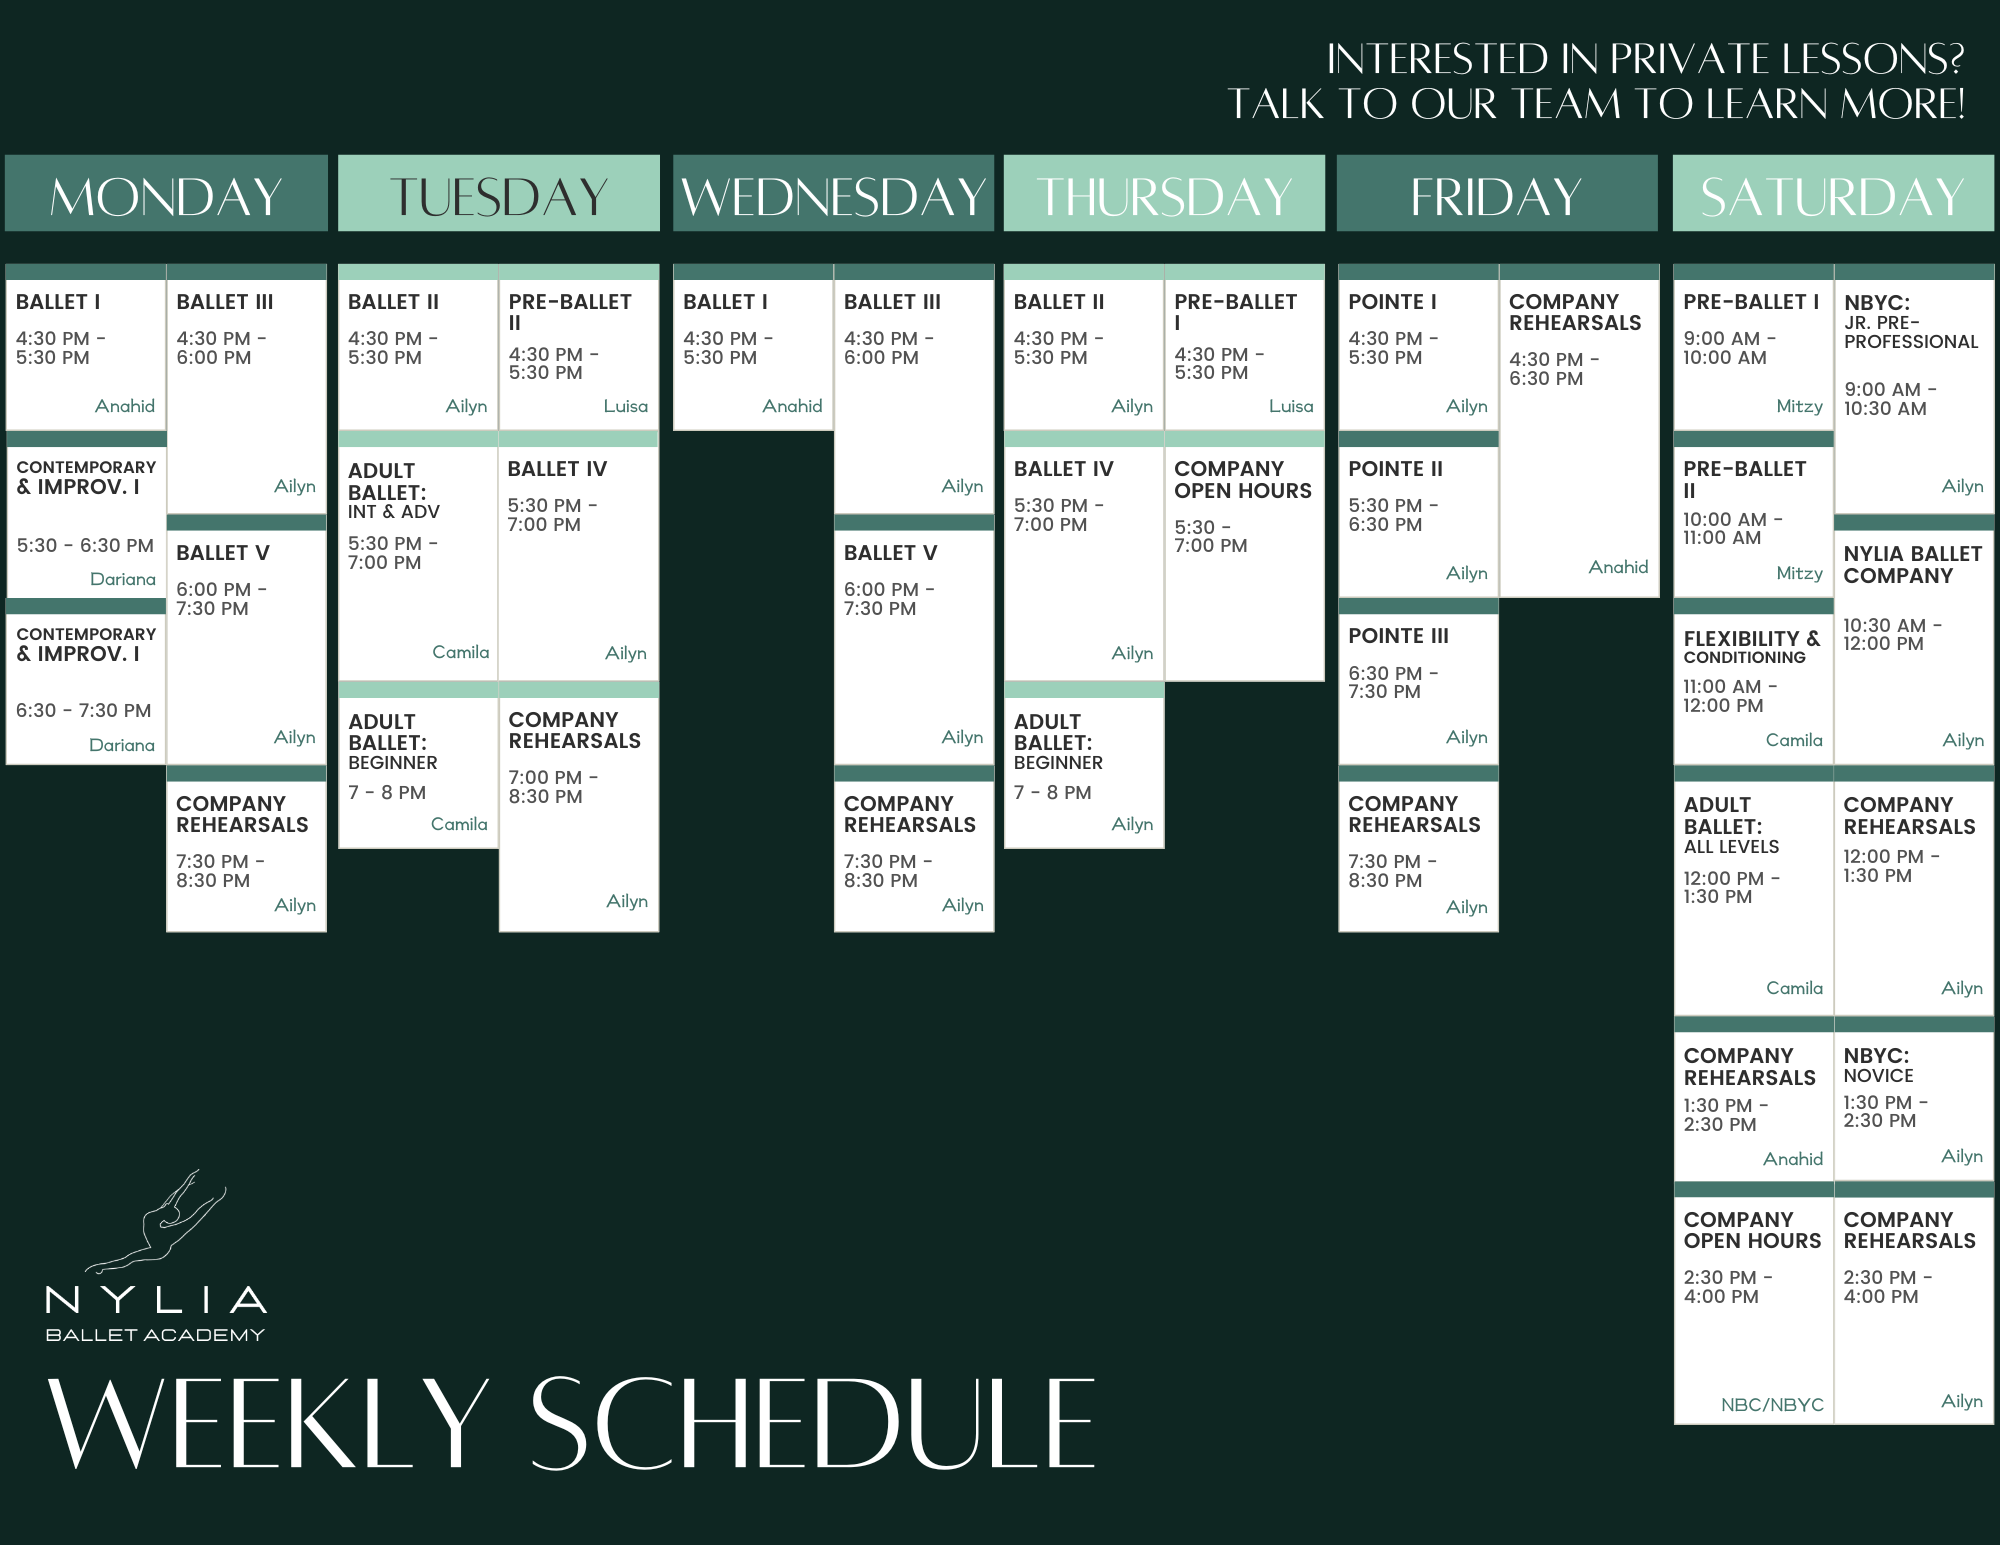 INTERESTED IN PRIVATE LESSONS?
TALK TO OUR TEAM TO LEARN MORE!
MONDAY
BALLET I
4:30 PM -
5:30 PM
Anahid
CONTEMPORARY
& IMPROV. I
5:30 - 6:30 PM
Dariana
CONTEMPORARY
& IMPROV. I
6:30 - 7:30 PM
Dariana
BALLET III
4:30 PM -
6:00 PM
Ailyn
BALLET V
6:00 PM -
7:30 PM
Ailyn
COMPANY
REHEARSALS
7:30 PM -
8:30 PM
Ailyn
TUESDAY
BALLET II
4:30 PM -
5:30 PM
Ailyn
ADULT
BALLET:
INT & ADV
5:30 PM -
7:00 PM
Camila
ADULT
BALLET:
BEGINNER
7 - 8 PM
Camila
PRE-BALLET
II
4:30 PM -
5:30 PM
Luisa
BALLET IV
5:30 PM -
7:00 PM
Ailyn
COMPANY
REHEARSALS
7:00 PM -
8:30 PM
Ailyn
WEDNESDAY
BALLET I
4:30 PM -
5:30 PM
Anahid
BALLET III
4:30 PM -
6:00 PM
Ailyn
BALLET V
6:00 PM -
7:30 PM
Ailyn
COMPANY
REHEARSALS
7:30 PM -
8:30 PM
Ailyn
THURSDAY
BALLET II
4:30 PM -
5:30 PM
Ailyn
BALLET IV
5:30 PM -
7:00 PM
Ailyn
ADULT
BALLET:
BEGINNER
7 - 8 PM
Ailyn
PRE-BALLET
I
4:30 PM -
5:30 PM
Luisa
COMPANY
OPEN HOURS
5:30 -
7:00 PM
FRIDAY
POINTE I
4:30 PM -
5:30 PM
Ailyn
POINTE II
5:30 PM -
6:30 PM
Ailyn
POINTE III
6:30 PM -
7:30 PM
Ailyn
COMPANY
REHEARSALS
7:30 PM -
8:30 PM
Ailyn
COMPANY
REHEARSALS
4:30 PM -
6:30 PM
Anahid
SATURDAY
PRE-BALLET I
9:00 AM -
10:00 AM
Mitzy
PRE-BALLET
II
10:00 AM -
11:00 AM
Mitzy
FLEXIBILITY &
CONDITIONING
11:00 AM -
12:00 PM
Camila
ADULT
BALLET:
ALL LEVELS
12:00 PM -
1:30 PM
Camila
COMPANY
REHEARSALS
1:30 PM -
2:30 PM
Anahid
COMPANY
OPEN HOURS
2:30 PM -
4:00 PM
NBC/NBYC
NBYC:
JR. PRE-
PROFESSIONAL
9:00 AM -
10:30 AM
Ailyn
NYLIA BALLET
COMPANY
10:30 AM -
12:00 PM
Ailyn
COMPANY
REHEARSALS
12:00 PM -
1:30 PM
Ailyn
NBYC:
NOVICE
1:30 PM -
2:30 PM
Ailyn
COMPANY
REHEARSALS
2:30 PM -
4:00 PM
Ailyn
NYLIA
BALLET ACADEMY
WEEKLY SCHEDULE